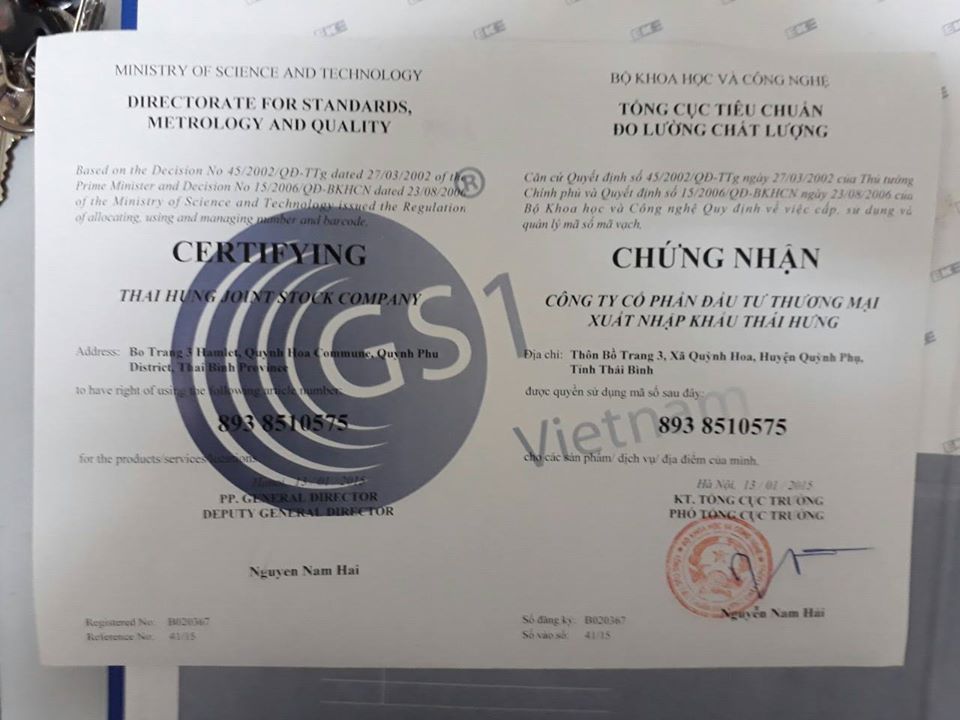 MINISTRY OF SCIENCE AND TECHNOLOGY
DIRECTORATE FOR STANDARDS,
METROLOGY AND QUALITY
Based on the Decision No 45/2002/QĐ-TTg dated 27/03/2002 of the
Prime Minister and Decision No 15/2006/QĐ-BKHCN dated 23/08/2006
of the Ministry of Science and Technology issued the Regulation
of allocating, using and managing number and barcode.
CERTIFYING
THAI HUNG JOINT STOCK COMPANY
Address: Bo Trang 3 Hamlet, Quynh Hoa Commune, Quynh Phu
District, Thai Binh Province
to have right of using the following article number:
893 8510575
for the products/services/locations
Hanoi, 13/01/2015
PP. GENERAL DIRECTOR
DEPUTY GENERAL DIRECTOR
Nguyen Nam Hai
Registered No: B020367
Reference No: 41/15
BỘ KHOA HỌC VÀ CÔNG NGHỆ
TỔNG CỤC TIÊU CHUẨN
ĐO LƯỜNG CHẤT LƯỢNG
Căn cứ Quyết định số 45/2002/QĐ-TTg ngày 27/03/2002 của Thủ tướng
Chính phủ và Quyết định số 15/2006/QĐ-BKHCN ngày 23/08/2006 của
Bộ Khoa học và Công nghệ Quy định về việc cấp, sử dụng và
quản lý mã số mã vạch.
CHỨNG NHẬN
CÔNG TY CỔ PHẦN ĐẦU TƯ THƯƠNG MẠI
XUẤT NHẬP KHẨU THÁI HƯNG
Địa chỉ: Thôn Bồ Trang 3, Xã Quỳnh Hoa, Huyện Quỳnh Phụ,
Tỉnh Thái Bình
được quyền sử dụng mã số sau đây:
893 8510575
cho các sản phẩm/ dịch vụ/ địa điểm của mình.
Hà Nội, 13/01/2015
KT. TỔNG CỤC TRƯỞNG
PHÓ TỔNG CỤC TRƯỞNG
Nguyễn Nam Hải
Số đăng ký: B020367
Số vào sổ: 41/15
GS1
®
Vietnam